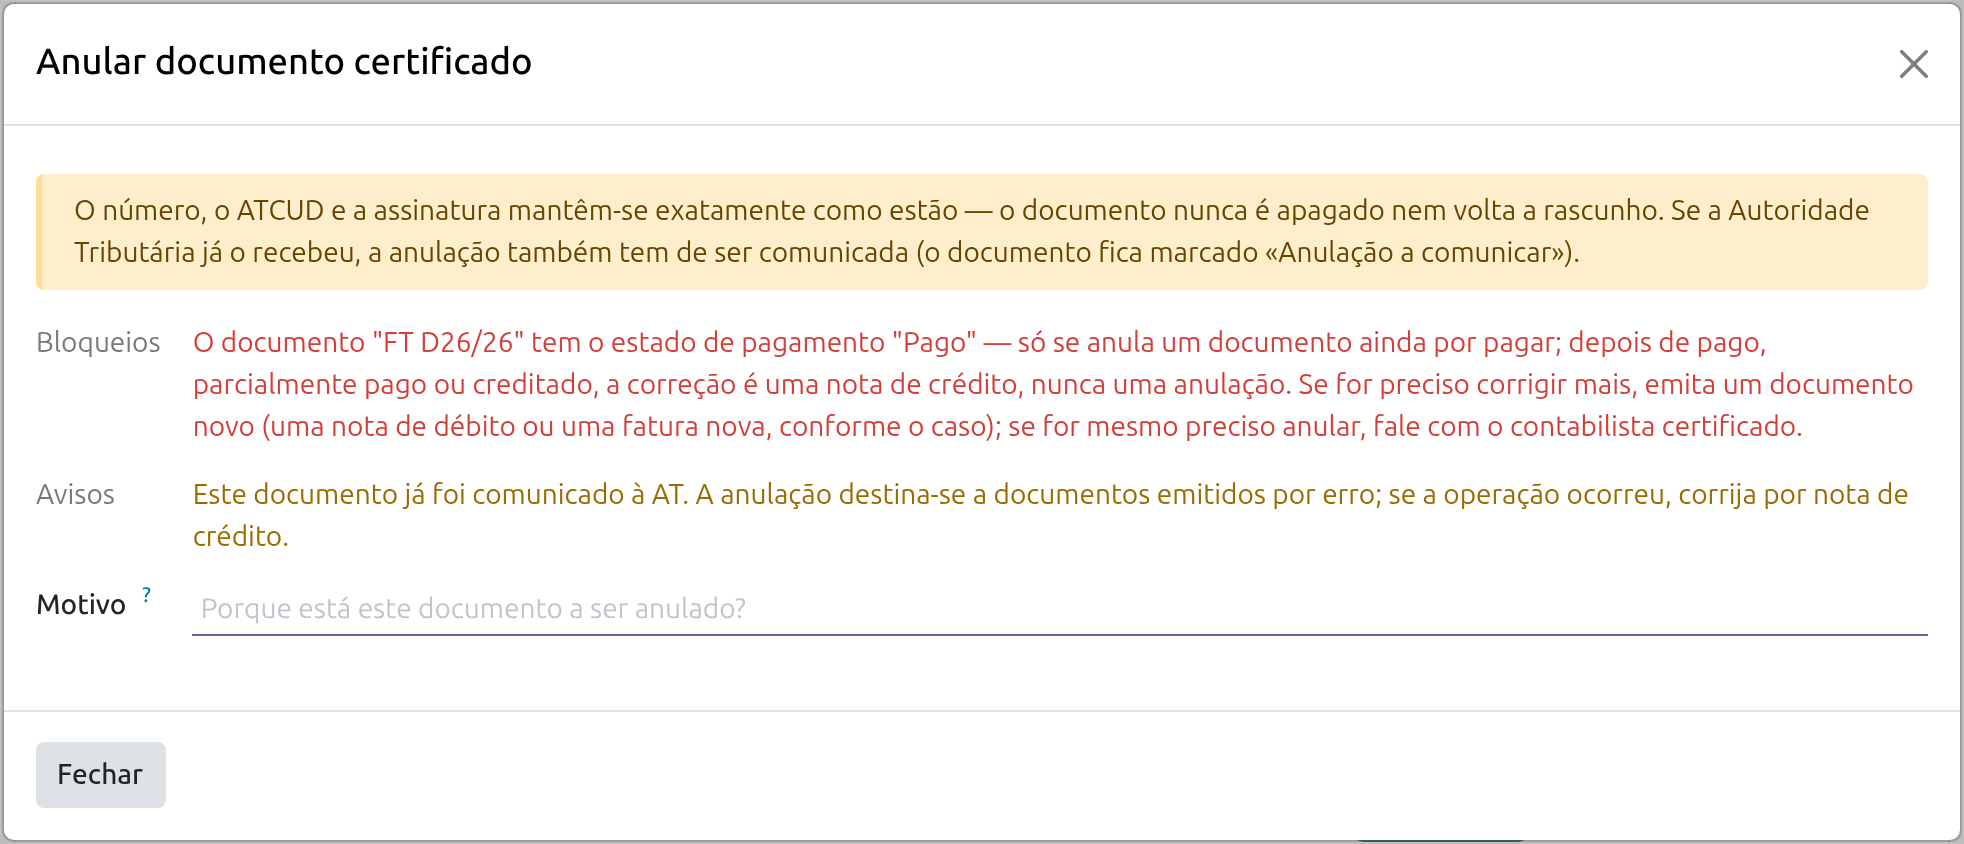 Anular documento certificado
O número, o ATCUD e a assinatura mantêm-se exatamente como estão — o documento nunca é apagado nem volta a rascunho. Se a Autoridade
Tributária já o recebeu, a anulação também tem de ser comunicada (o documento fica marcado «Anulação a comunicar»).
Bloqueios
O documento "FT D26/26" tem o estado de pagamento "Pago" — só se anula um documento ainda por pagar; depois de pago,
parcialmente pago ou creditado, a correção é uma nota de crédito, nunca uma anulação. Se for preciso corrigir mais, emita um documento
novo (uma nota de débito ou uma fatura nova, conforme o caso); se for mesmo preciso anular, fale com o contabilista certificado.
Avisos
Este documento já foi comunicado à AT. A anulação destina-se a documentos emitidos por erro; se a operação ocorreu, corrija por nota de
crédito.
Motivo ?
Porque está este documento a ser anulado?
Fechar